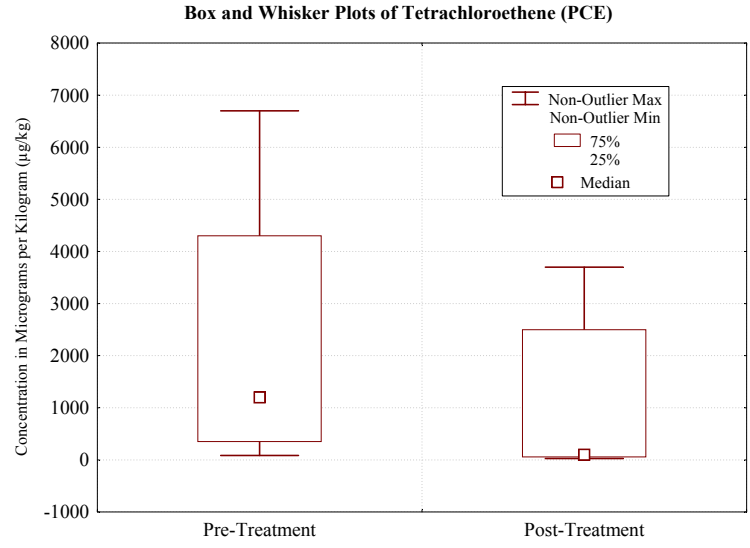 Box and Whisker Plots of Tetrachloroethene (PCE)
Concentration in Micrograms per Kilogram (µg/kg)
8000
7000
6000
5000
4000
3000
2000
1000
0
-1000
Non-Outlier Max
Non-Outlier Min
75%
25%
Median
Pre-Treatment
Post-Treatment